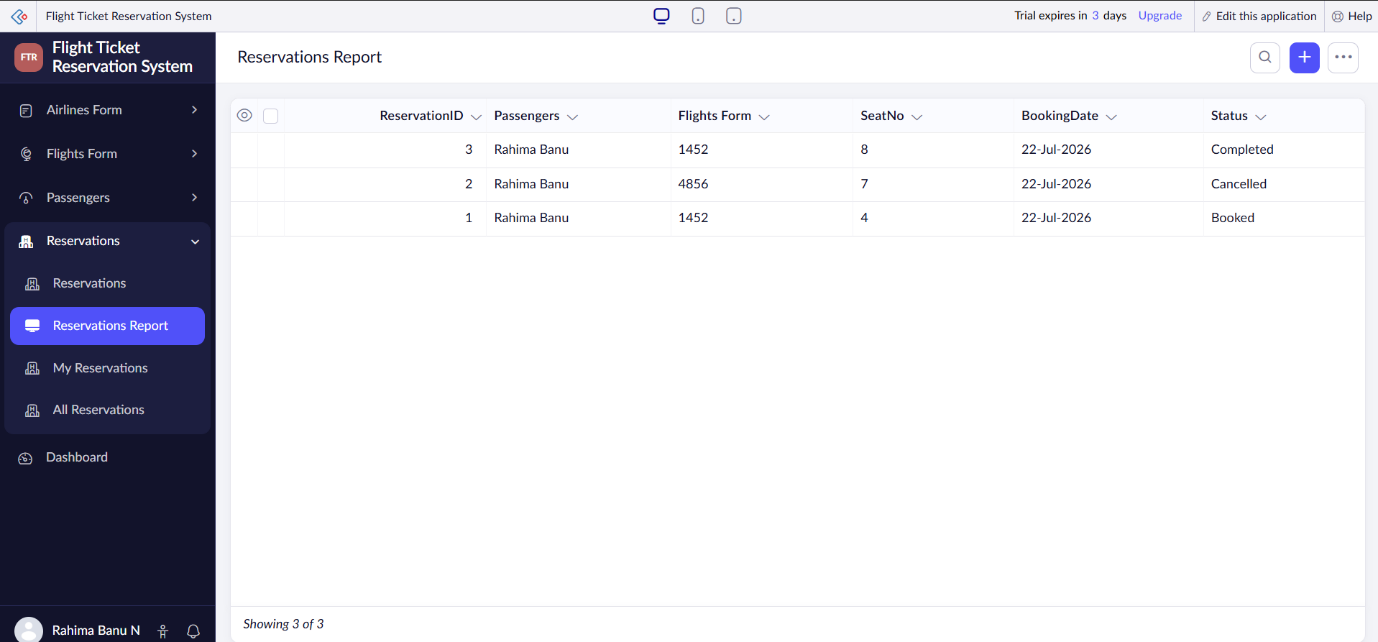 Flight Ticket Reservation System
Trial expires in 3 days Upgrade Edit this application Help
FTR
Flight Ticket
Reservation System
Airlines Form
Flights Form
Passengers
Reservations
Reservations
Reservations Report
My Reservations
All Reservations
Dashboard
Rahima Banu N
Reservations Report
ReservationID Passengers Flights Form SeatNo BookingDate Status
3 Rahima Banu 1452 8 22-Jul-2026 Completed
2 Rahima Banu 4856 7 22-Jul-2026 Cancelled
1 Rahima Banu 1452 4 22-Jul-2026 Booked
Showing 3 of 3